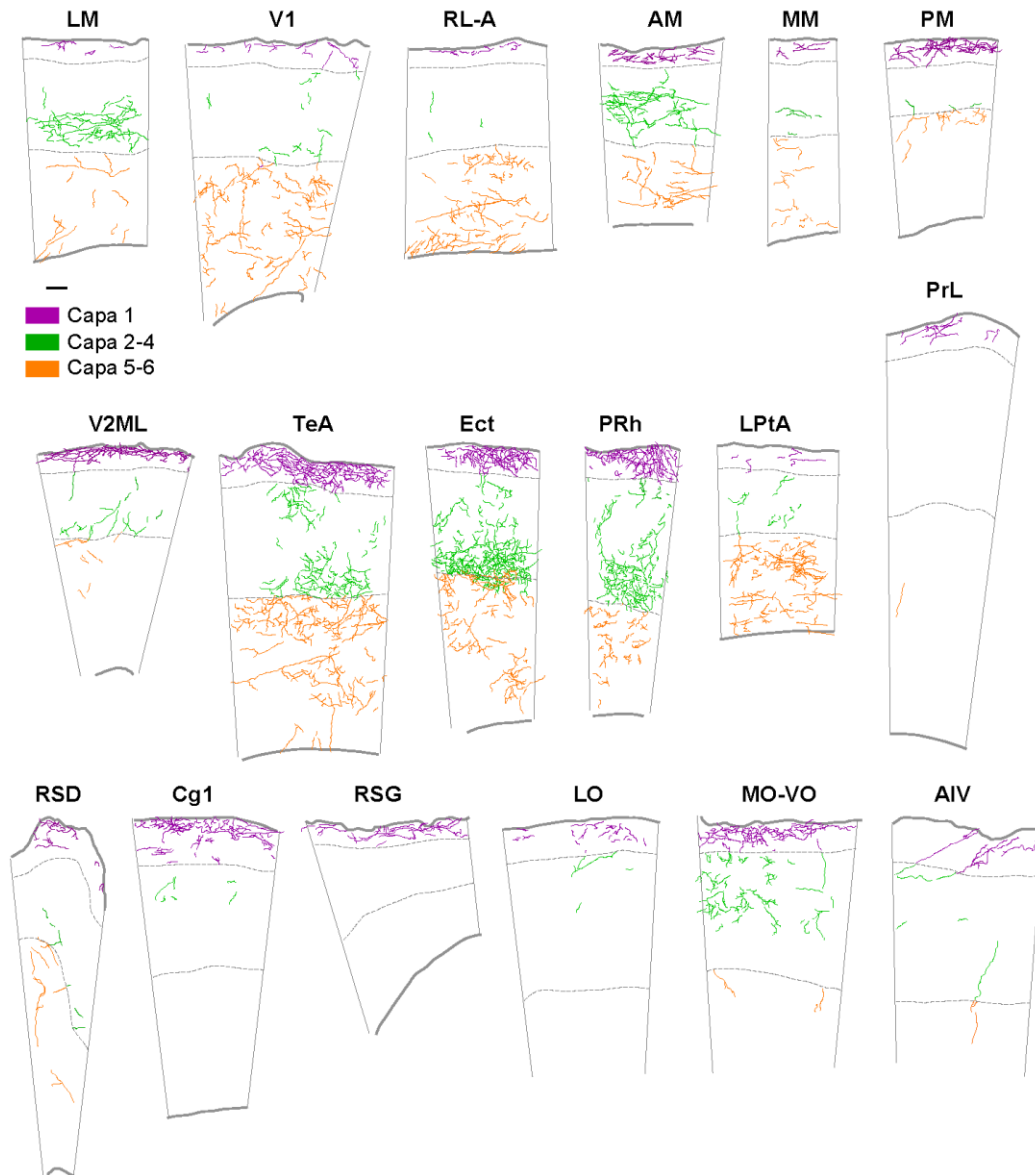 LM V1 RL-A AM MM PM
Capa 1
Capa 2-4
Capa 5-6
PrL
V2ML TeA Ect PRh LPtA
RSD Cg1 RSG LO MO-VO AIV